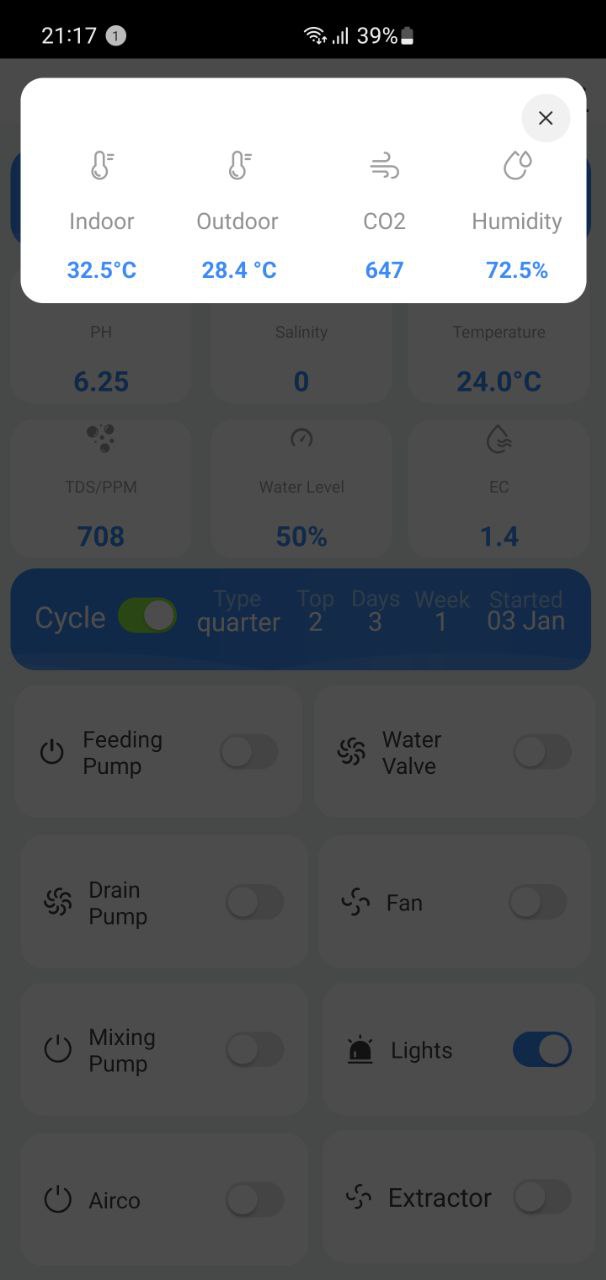 21:17 1 39%
Indoor Outdoor CO2 Humidity
32.5°C 28.4 °C 647 72.5%
PH Salinity Temperature
6.25 0 24.0°C
TDS/PPM Water Level EC
708 50% 1.4
Type Top Days Week Started
Cycle quarter 2 3 1 03 Jan
Feeding Pump
Water Valve
Drain Pump
Fan
Mixing Pump
Lights
Airco
Extractor